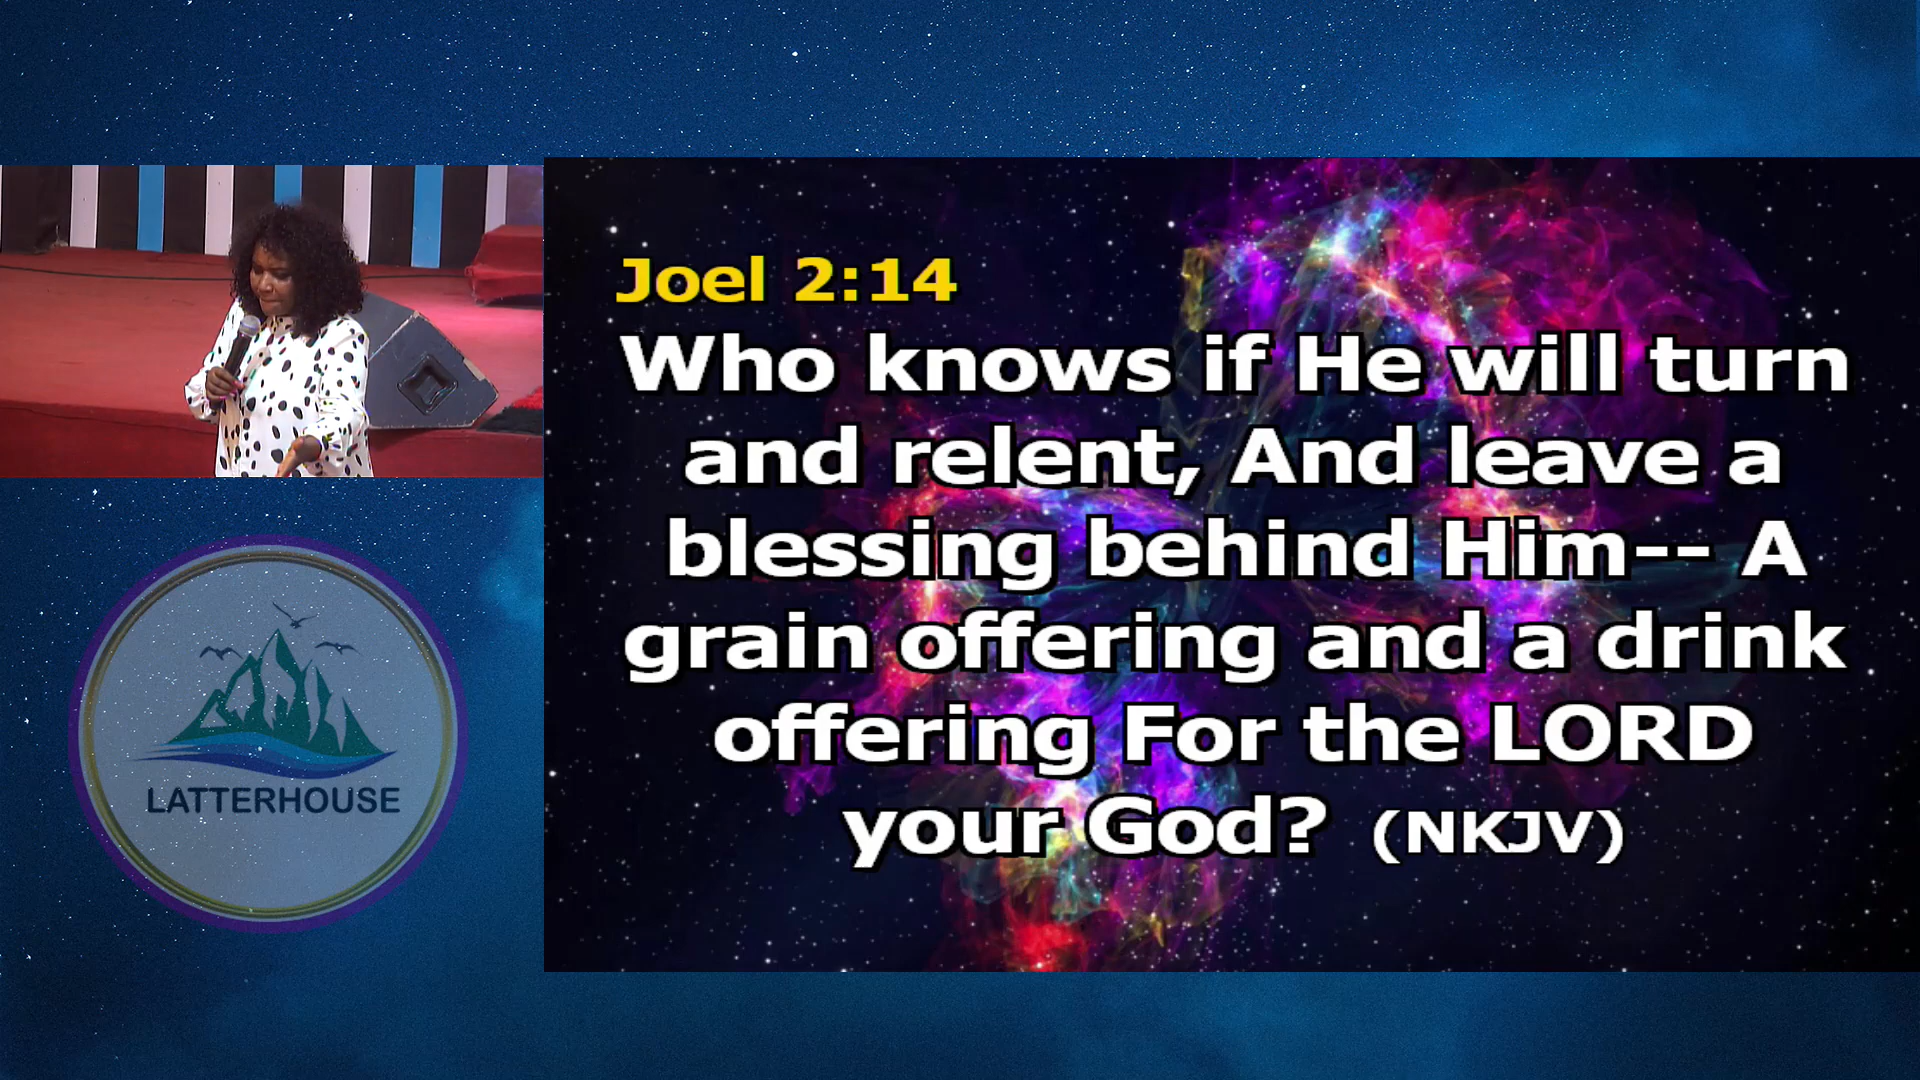 Joel 2:14
Who knows if He will turn
and relent, And leave a
blessing behind Him-- A
grain offering and a drink
offering For the LORD
your God? (NKJV)
LATTERHOUSE